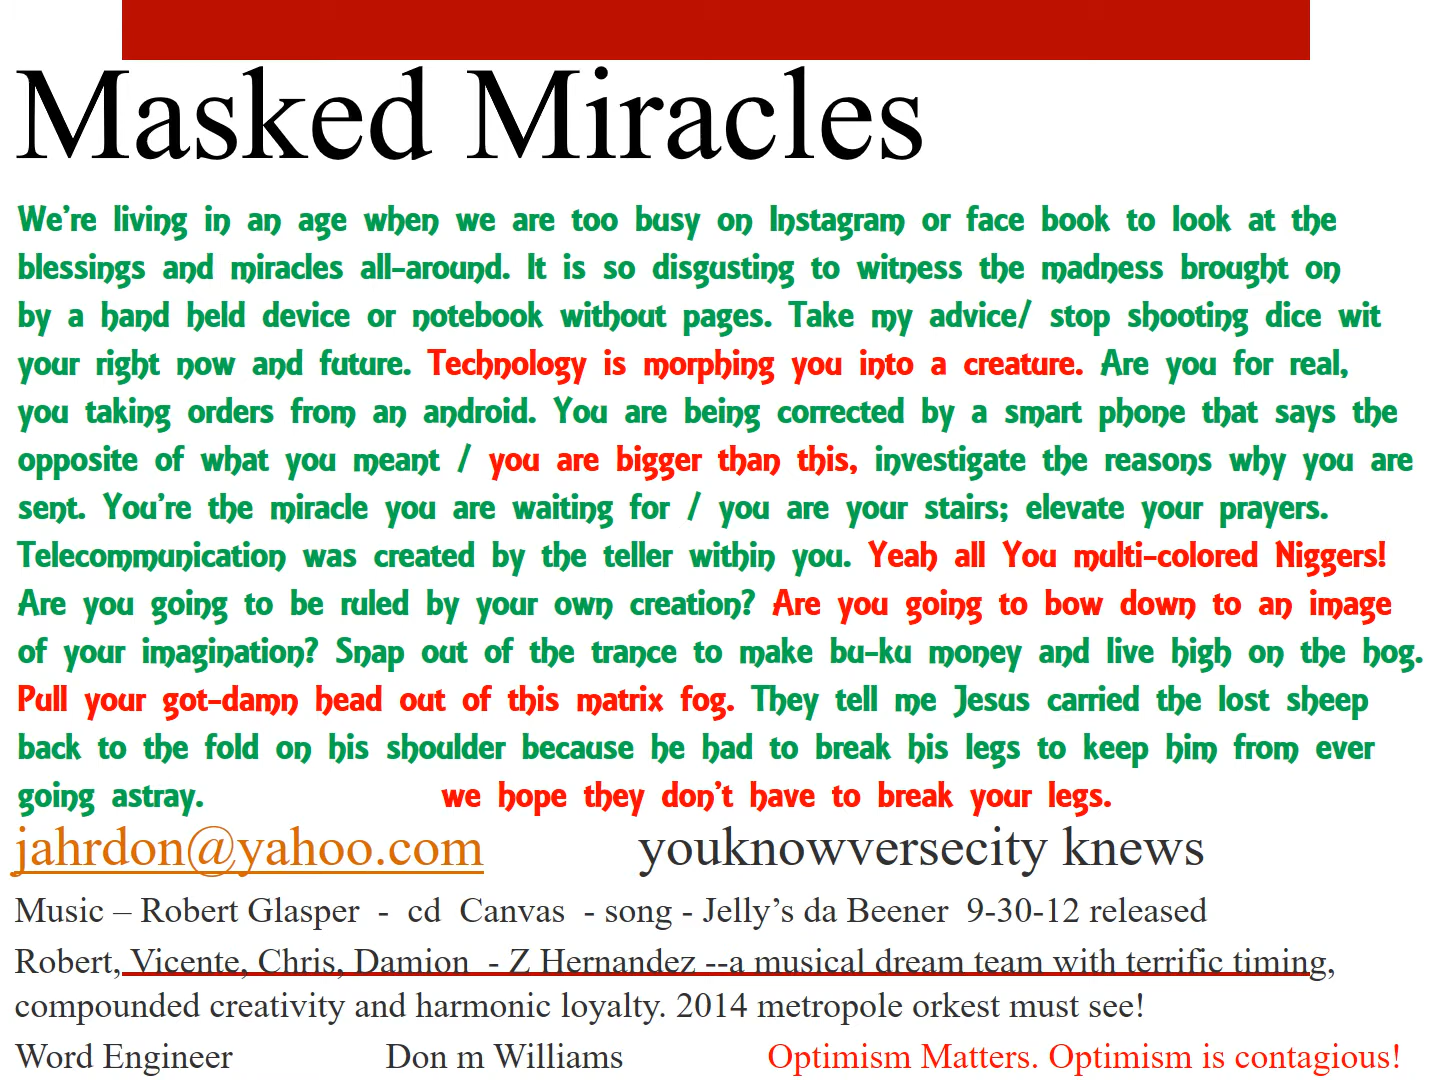 Masked Miracles
We're living in an age when we are too busy on Instagram or face book to look at the
blessings and miracles all-around. It is so disgusting to witness the madness brought on
by a hand held device or notebook without pages. Take my advice/ stop shooting dice wit
your right now and future. Technology is morphing you into a creature. Are you for real,
you taking orders from an android. You are being corrected by a smart phone that says the
opposite of what you meant / you are bigger than this, investigate the reasons why you are
sent. You're the miracle you are waiting for / you are your stairs; elevate your prayers.
Telecommunication was created by the teller within you. Yeah all You multi-colored Niggers!
Are you going to be ruled by your own creation? Are you going to bow down to an image
of your imagination? Snap out of the trance to make bu-ku money and live high on the hog.
Pull your got-damn head out of this matrix fog. They tell me Jesus carried the lost sheep
back to the fold on his shoulder because he had to break his legs to keep him from ever
going astray. we hope they don't have to break your legs.
jahrdon@yahoo.com youknowversecity knews
Music – Robert Glasper - cd Canvas - song - Jelly's da Beener 9-30-12 released
Robert, Vicente, Chris, Damion - Z Hernandez --a musical dream team with terrific timing,
compounded creativity and harmonic loyalty. 2014 metropole orkest must see!
Word Engineer Don m Williams Optimism Matters. Optimism is contagious!